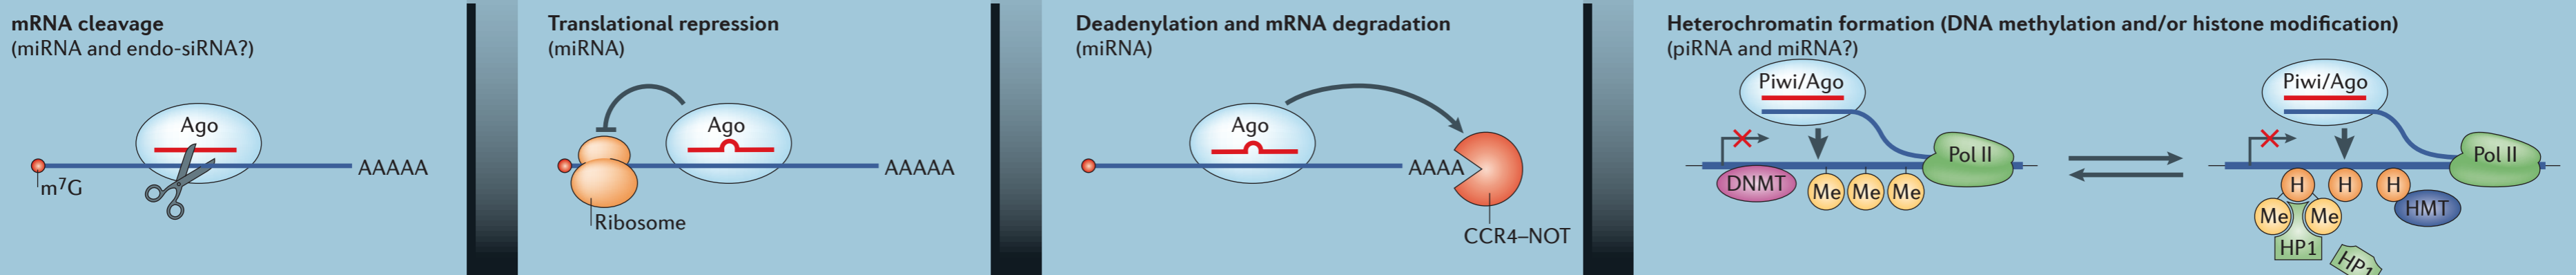 mRNA cleavage
(miRNA and endo-siRNA?)
Ago
AAAAA
m⁷G
Translational repression
(miRNA)
Ago
AAAAA
Ribosome
Deadenylation and mRNA degradation
(miRNA)
Ago
AAAA
CCR4–NOT
Heterochromatin formation (DNA methylation and/or histone modification)
(piRNA and miRNA?)
Piwi/Ago
Pol II
DNMT
Me
Me
Me
Piwi/Ago
Pol II
H
H
H
Me
Me
HMT
HP1
HP1